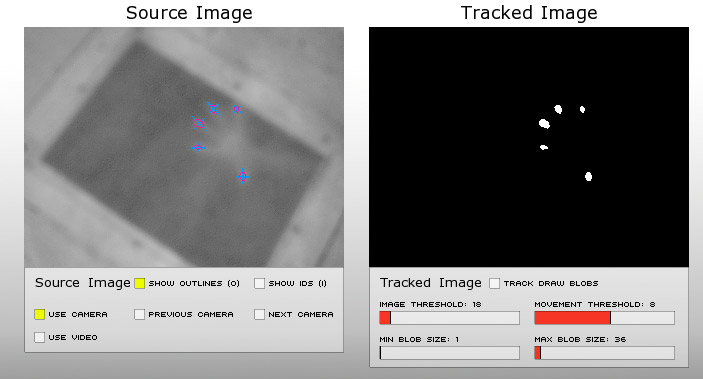 Source Image
Tracked Image
Source Image
SHOW OUTLINES (O)
SHOW IDS (I)
USE CAMERA
PREVIOUS CAMERA
NEXT CAMERA
USE VIDEO
Tracked Image
TRACK DRAW BLOBS
IMAGE THRESHOLD: 18
MOVEMENT THRESHOLD: 8
MIN BLOB SIZE: 1
MAX BLOB SIZE: 36